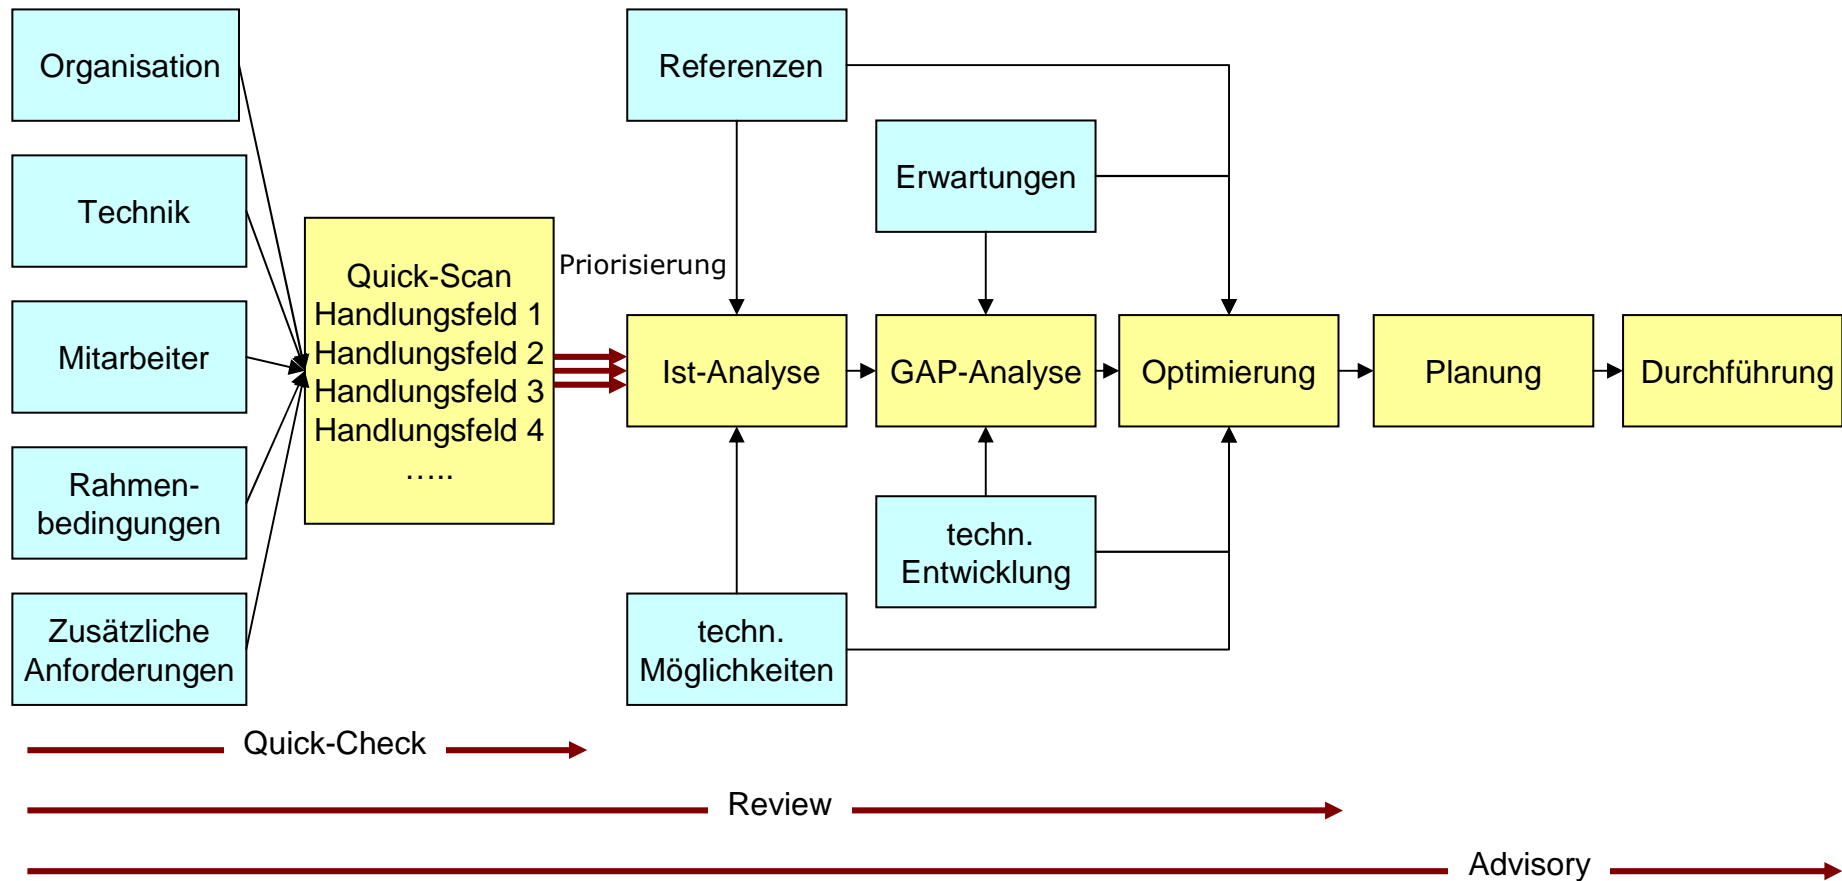 Organisation
Technik
Mitarbeiter
Rahmen-
bedingungen
Zusätzliche
Anforderungen
Quick-Scan
Handlungsfeld 1
Handlungsfeld 2
Handlungsfeld 3
Handlungsfeld 4
.....
Priorisierung
Referenzen
Erwartungen
Ist-Analyse
GAP-Analyse
Optimierung
Planung
Durchführung
techn.
Entwicklung
techn.
Möglichkeiten
Quick-Check
Review
Advisory